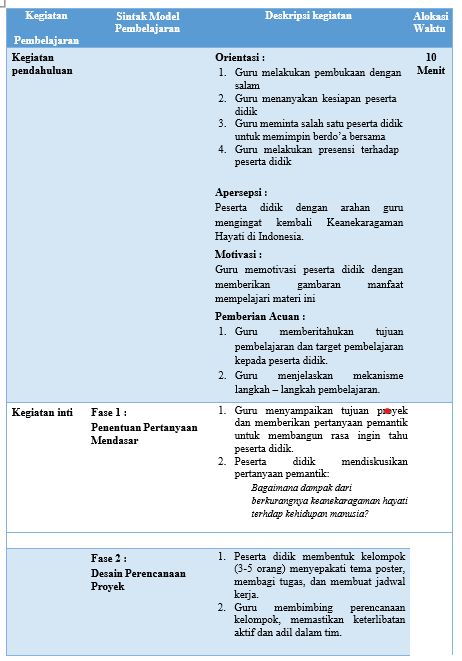 Kegiatan Pembelajaran
Sintak Model Pembelajaran
Deskripsi kegiatan
Alokasi Waktu
Kegiatan pendahuluan
Orientasi :
1. Guru melakukan pembukaan dengan
salam
2. Guru menanyakan kesiapan peserta
didik
3. Guru meminta salah satu peserta didik
untuk memimpin berdo’a bersama
4. Guru melakukan presensi terhadap
peserta didik
Apersepsi :
Peserta didik dengan arahan guru
mengingat kembali Keanekaragaman
Hayati di Indonesia.
Motivasi :
Guru memotivasi peserta didik dengan
memberikan gambaran manfaat
mempelajari materi ini
Pemberian Acuan :
1. Guru memberitahukan tujuan
pembelajaran dan target pembelajaran
kepada peserta didik.
2. Guru menjelaskan mekanisme
langkah – langkah pembelajaran.
10
Menit
Kegiatan inti
Fase 1 :
Penentuan Pertanyaan
Mendasar
1. Guru menyampaikan tujuan proyek
dan memberikan pertanyaan pemantik
untuk membangun rasa ingin tahu
peserta didik.
2. Peserta didik mendiskusikan
pertanyaan pemantik:
Bagaimana dampak dari
berkurangnya keanekaragaman hayati
terhdap kehidupan manusia?
Fase 2 :
Desain Perencanaan
Proyek
1. Peserta didik membentuk kelompok
(3-5 orang) menyepakati tema poster,
membagi tugas, dan membuat jadwal
kerja.
2. Guru membimbing perencanaan
kelompok, memastikan keterlibatan
aktif dan adil dalam tim.